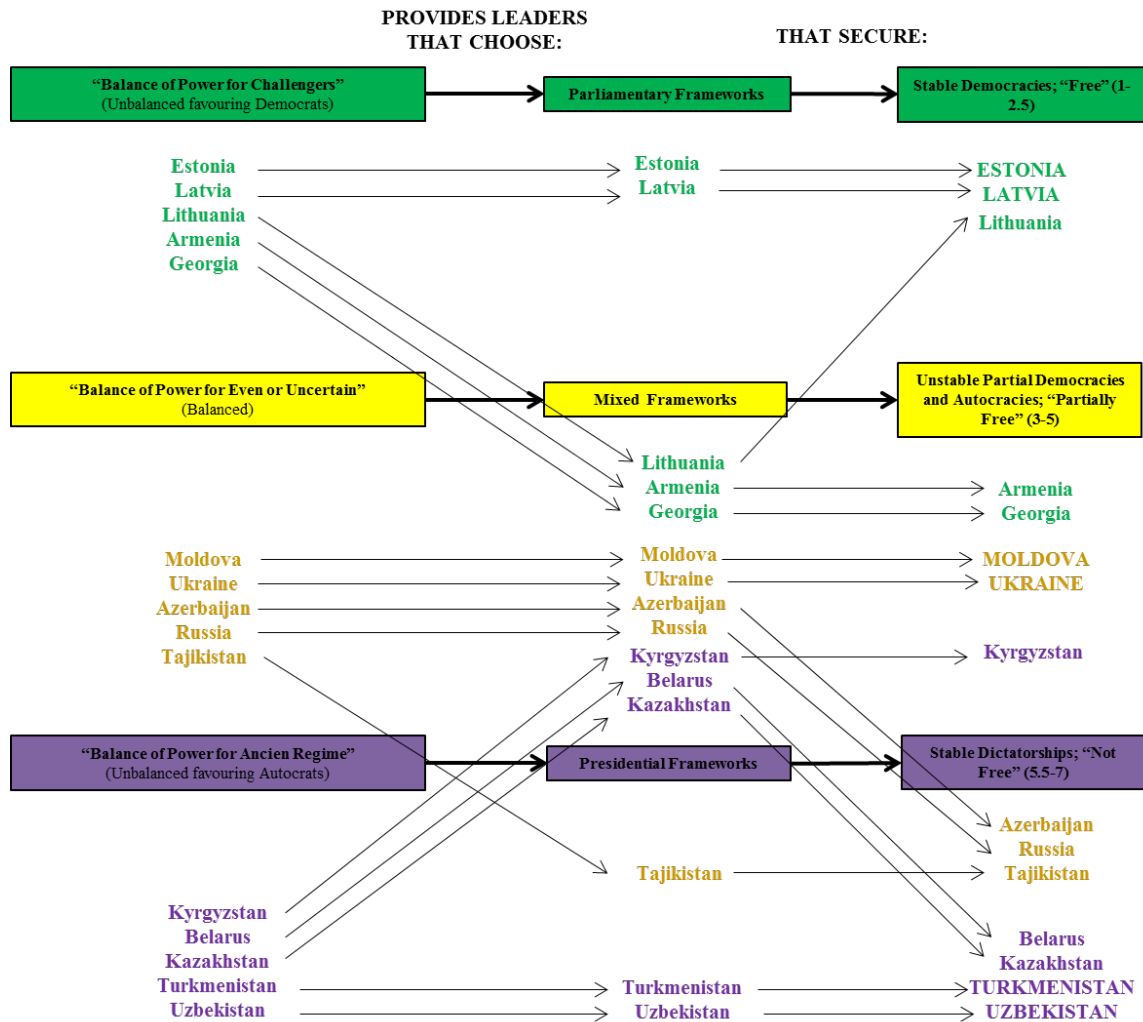 PROVIDES LEADERS
THAT CHOOSE:
THAT SECURE:
“Balance of Power for Challengers”
(Unbalanced favouring Democrats)
Parliamentary Frameworks
Stable Democracies; “Free” (1-
2.5)
Estonia
Latvia
Lithuania
Armenia
Georgia
Estonia
Latvia
ESTONIA
LATVIA
Lithuania
“Balance of Power for Even or Uncertain”
(Balanced)
Mixed Frameworks
Unstable Partial Democracies
and Autocracies; “Partially
Free” (3-5)
Lithuania
Armenia
Georgia
Armenia
Georgia
Moldova
Ukraine
Azerbaijan
Russia
Tajikistan
Moldova
Ukraine
Azerbaijan
Russia
Kyrgyzstan
Belarus
Kazakhstan
MOLDOVA
UKRAINE
Kyrgyzstan
“Balance of Power for Ancien Regime”
(Unbalanced favouring Autocrats)
Presidential Frameworks
Stable Dictatorships; “Not
Free” (5.5-7)
Azerbaijan
Russia
Tajikistan
Tajikistan
Kyrgyzstan
Belarus
Kazakhstan
Turkmenistan
Uzbekistan
Turkmenistan
Uzbekistan
Belarus
Kazakhstan
TURKMENISTAN
UZBEKISTAN